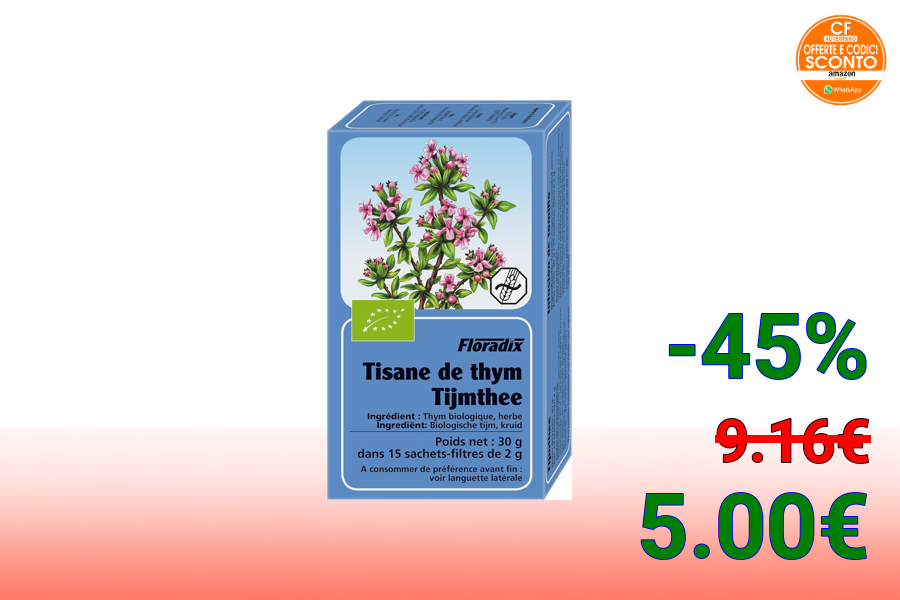 CF
ADVERTISING
OFFERTE E CODICI
SCONTO
amazon
WhatsApp
Floradix
Tisane de thym
Tijmthee
Ingrédient : Thym biologique, herbe
Ingrediënt: Biologische tijm, kruid
Poids net : 30 g
dans 15 sachets-filtres de 2 g
A consommer de préférence avant fin :
voir languette latérale
-45%
9.16€
5.00€